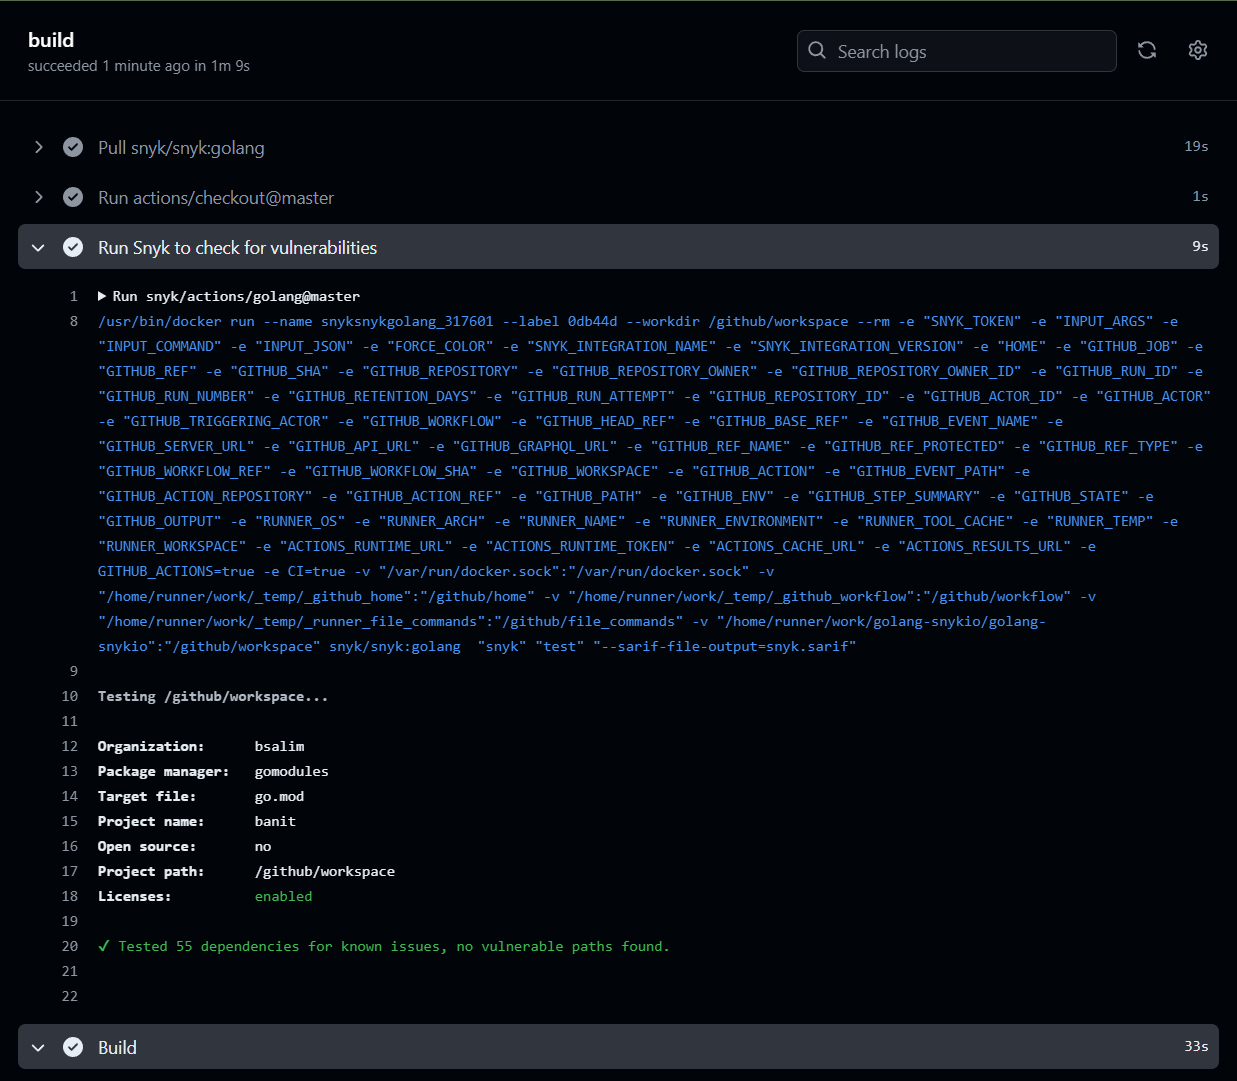 build
succeeded 1 minute ago in 1m 9s
Search logs
Pull snyk/snyk:golang 19s
Run actions/checkout@master 1s
Run Snyk to check for vulnerabilities 9s
1 Run snyk/actions/golang@master
8 /usr/bin/docker run --name snyksnykgolang_317601 --label 0db44d --workdir /github/workspace --rm -e "SNYK_TOKEN" -e "INPUT_ARGS" -e
"INPUT_COMMAND" -e "INPUT_JSON" -e "FORCE_COLOR" -e "SNYK_INTEGRATION_NAME" -e "SNYK_INTEGRATION_VERSION" -e "HOME" -e "GITHUB_JOB" -e
"GITHUB_REF" -e "GITHUB_SHA" -e "GITHUB_REPOSITORY" -e "GITHUB_REPOSITORY_OWNER" -e "GITHUB_REPOSITORY_OWNER_ID" -e "GITHUB_RUN_ID" -e
"GITHUB_RUN_NUMBER" -e "GITHUB_RETENTION_DAYS" -e "GITHUB_RUN_ATTEMPT" -e "GITHUB_REPOSITORY_ID" -e "GITHUB_ACTOR_ID" -e "GITHUB_ACTOR"
-e "GITHUB_TRIGGERING_ACTOR" -e "GITHUB_WORKFLOW" -e "GITHUB_HEAD_REF" -e "GITHUB_BASE_REF" -e "GITHUB_EVENT_NAME" -e
"GITHUB_SERVER_URL" -e "GITHUB_API_URL" -e "GITHUB_GRAPHQL_URL" -e "GITHUB_REF_NAME" -e "GITHUB_REF_PROTECTED" -e "GITHUB_REF_TYPE" -e
"GITHUB_WORKFLOW_REF" -e "GITHUB_WORKFLOW_SHA" -e "GITHUB_WORKSPACE" -e "GITHUB_ACTION" -e "GITHUB_EVENT_PATH" -e
"GITHUB_ACTION_REPOSITORY" -e "GITHUB_ACTION_REF" -e "GITHUB_PATH" -e "GITHUB_ENV" -e "GITHUB_STEP_SUMMARY" -e "GITHUB_STATE" -e
"GITHUB_OUTPUT" -e "RUNNER_OS" -e "RUNNER_ARCH" -e "RUNNER_NAME" -e "RUNNER_ENVIRONMENT" -e "RUNNER_TOOL_CACHE" -e "RUNNER_TEMP" -e
"RUNNER_WORKSPACE" -e "ACTIONS_RUNTIME_URL" -e "ACTIONS_RUNTIME_TOKEN" -e "ACTIONS_CACHE_URL" -e "ACTIONS_RESULTS_URL" -e
GITHUB_ACTIONS=true -e CI=true -v "/var/run/docker.sock":"/var/run/docker.sock" -v
"/home/runner/work/_temp/_github_home":"/github/home" -v "/home/runner/work/_temp/_github_workflow":"/github/workflow" -v
"/home/runner/work/_temp/_runner_file_commands":"/github/file_commands" -v "/home/runner/work/golang-snykio/golang-
snykio":"/github/workspace" snyk/snyk:golang  "snyk" "test" "--sarif-file-output=snyk.sarif"
9
10 Testing /github/workspace...
11
12 Organization: bsalim
13 Package manager: gomodules
14 Target file: go.mod
15 Project name: banit
16 Open source: no
17 Project path: /github/workspace
18 Licenses: enabled
19
20 ✓ Tested 55 dependencies for known issues, no vulnerable paths found.
21
22
Build 33s